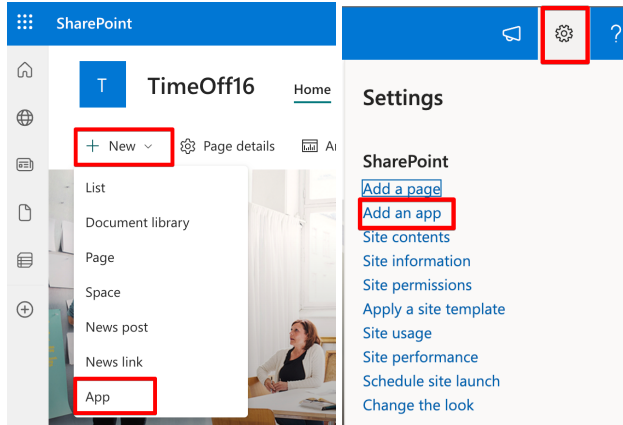 SharePoint
T
TimeOff16
Home
+ New
Page details
List
Document library
Page
Space
News post
News link
App
?
Settings
SharePoint
Add a page
Add an app
Site contents
Site information
Site permissions
Apply a site template
Site usage
Site performance
Schedule site launch
Change the look